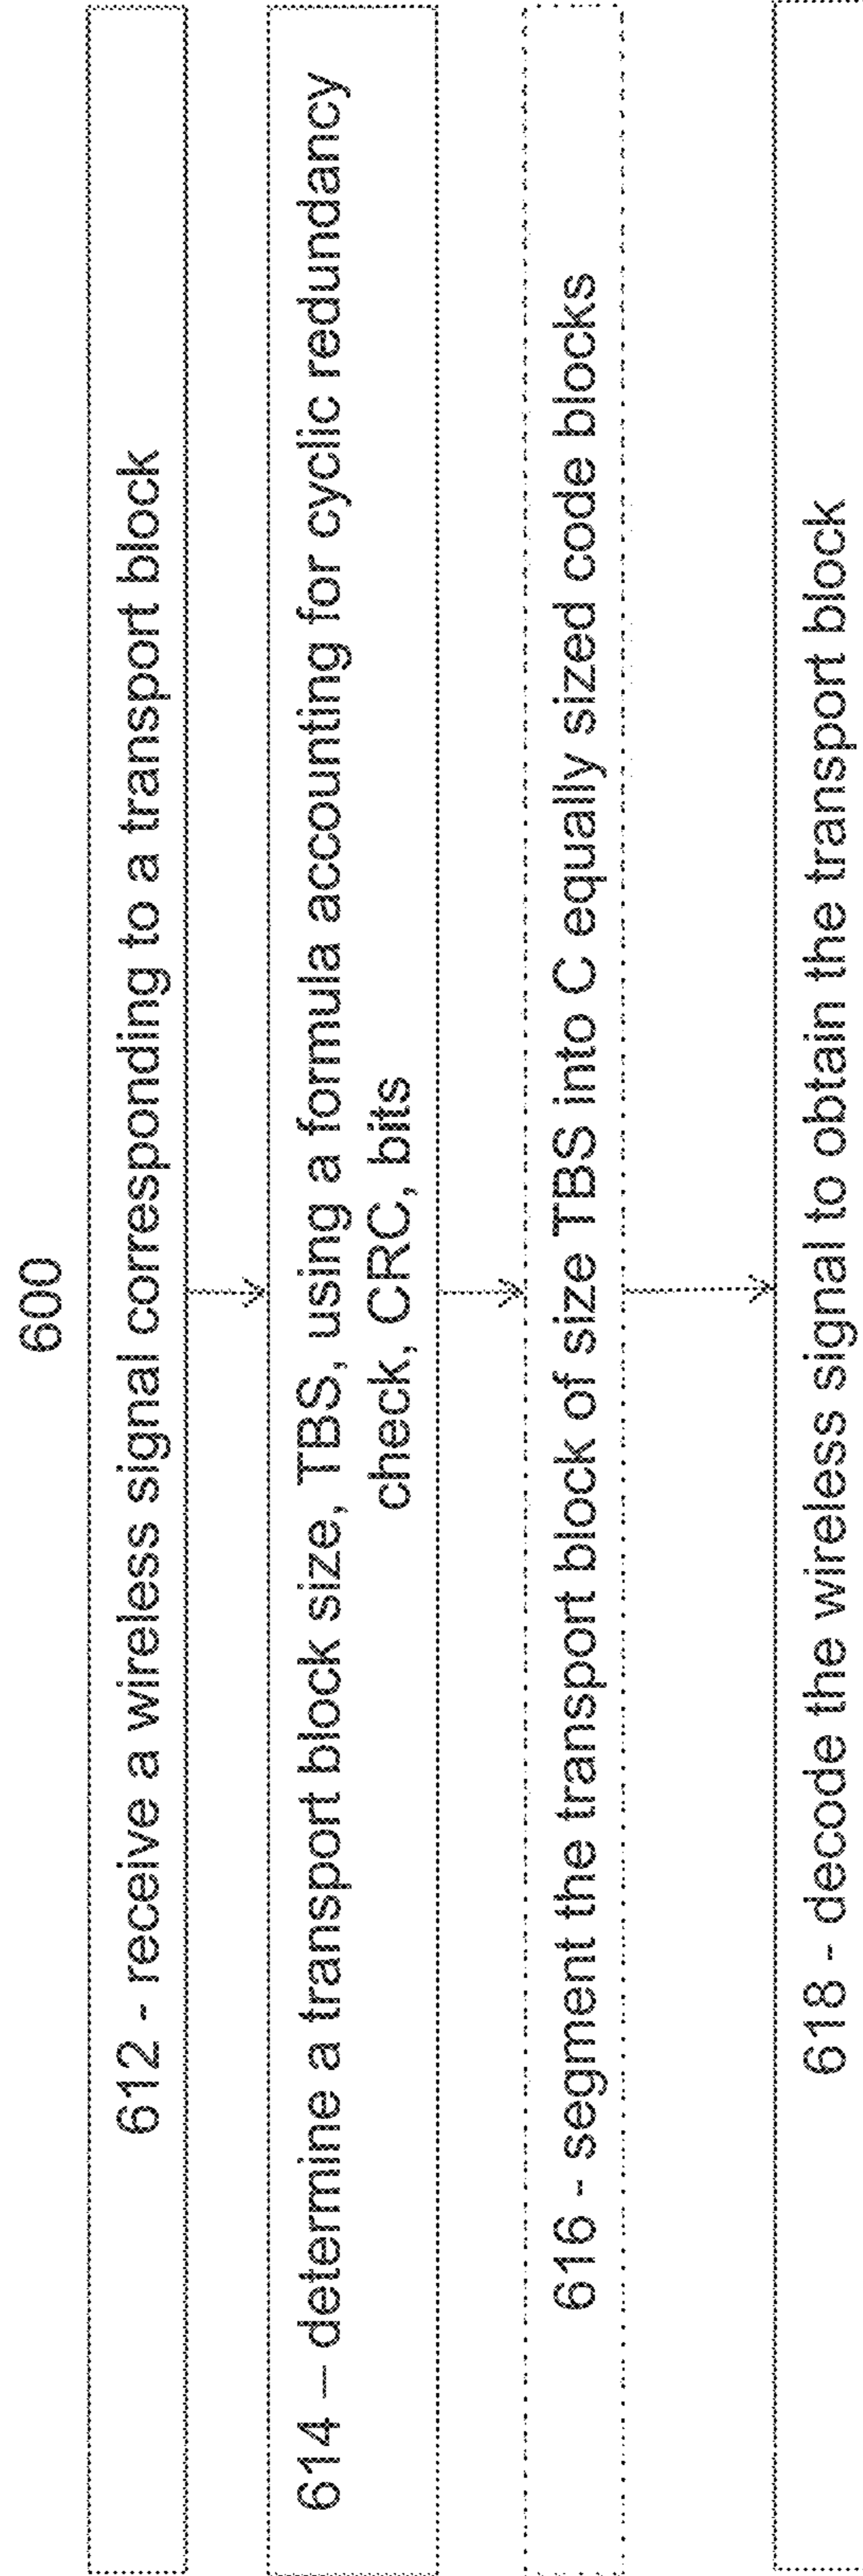 600
612 - receive a wireless signal corresponding to a transport block
614 – determine a transport block size, TBS, using a formula accounting for cyclic redundancy
check, CRC, bits
616 - segment the transport block of size TBS into C equally sized code blocks
618 - decode the wireless signal to obtain the transport block